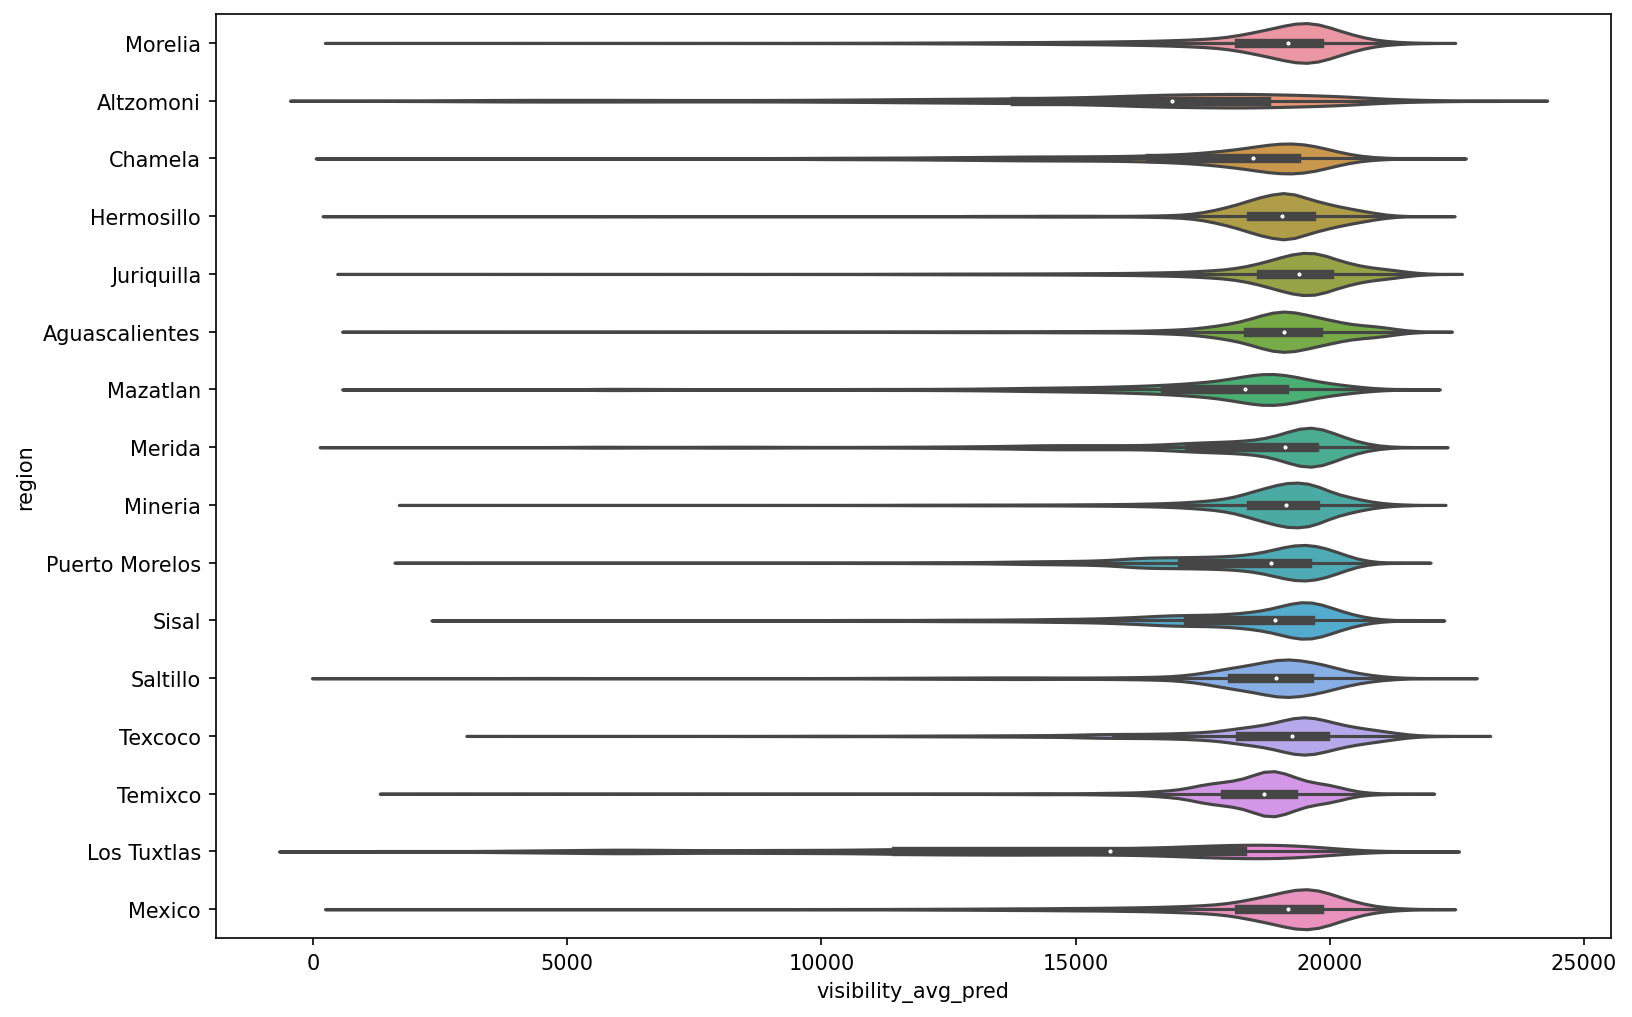 region
Morelia
Altzomoni
Chamela
Hermosillo
Juriquilla
Aguascalientes
Mazatlan
Merida
Mineria
Puerto Morelos
Sisal
Saltillo
Texcoco
Temixco
Los Tuxtlas
Mexico
0 5000 10000 15000 20000 25000
visibility_avg_pred